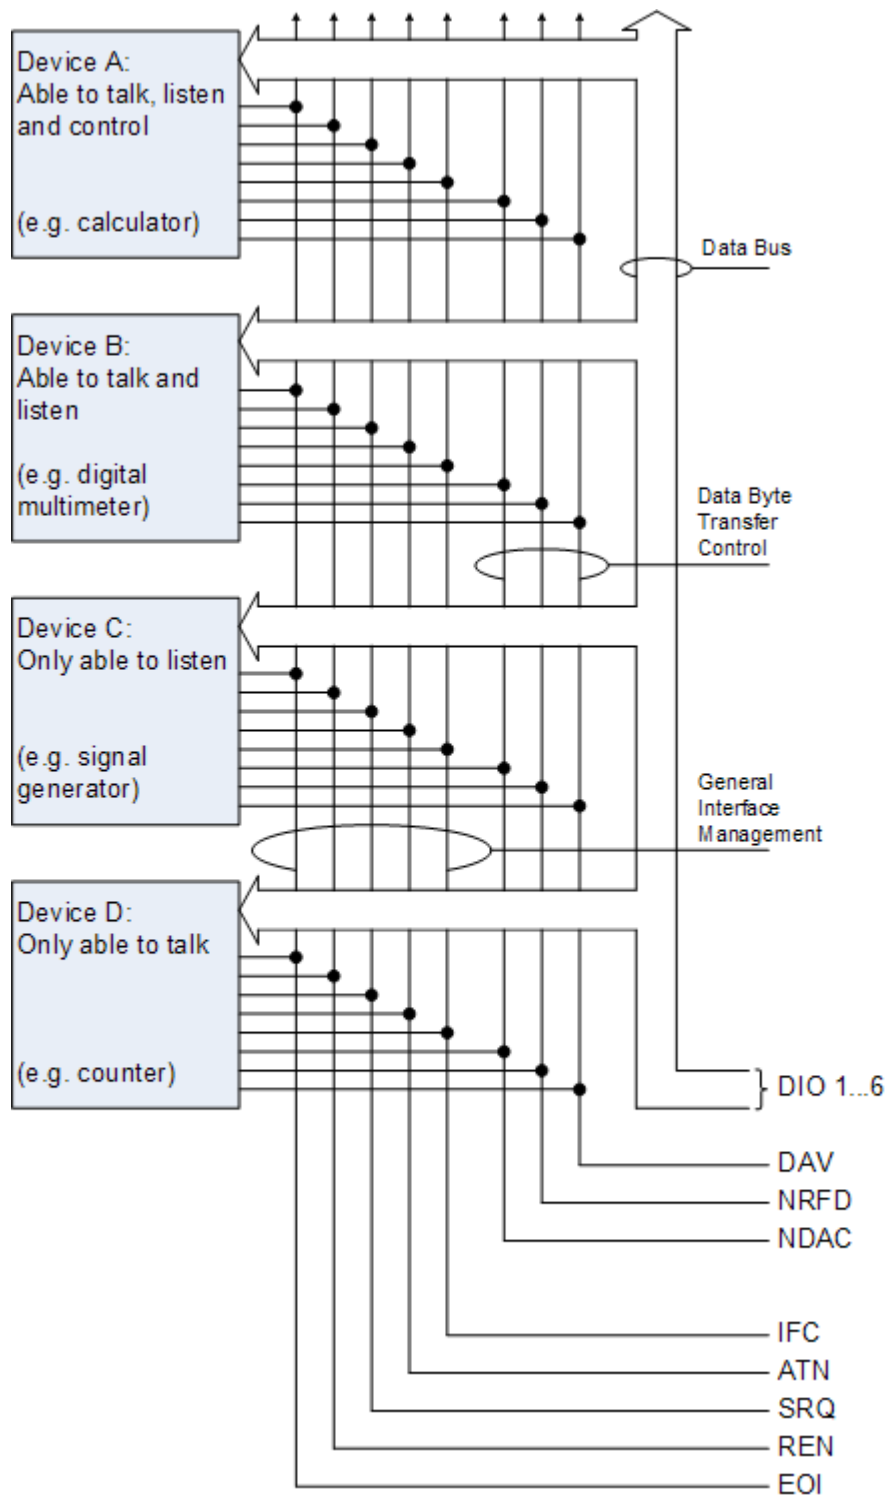 Device A:
Able to talk, listen
and control
(e.g. calculator)
Data Bus
Device B:
Able to talk and
listen
(e.g. digital
multimeter)
Data Byte
Transfer
Control
Device C:
Only able to listen
(e.g. signal
generator)
General
Interface
Management
Device D:
Only able to talk
(e.g. counter)
DIO 1...6
DAV
NRFD
NDAC
IFC
ATN
SRQ
REN
EOI